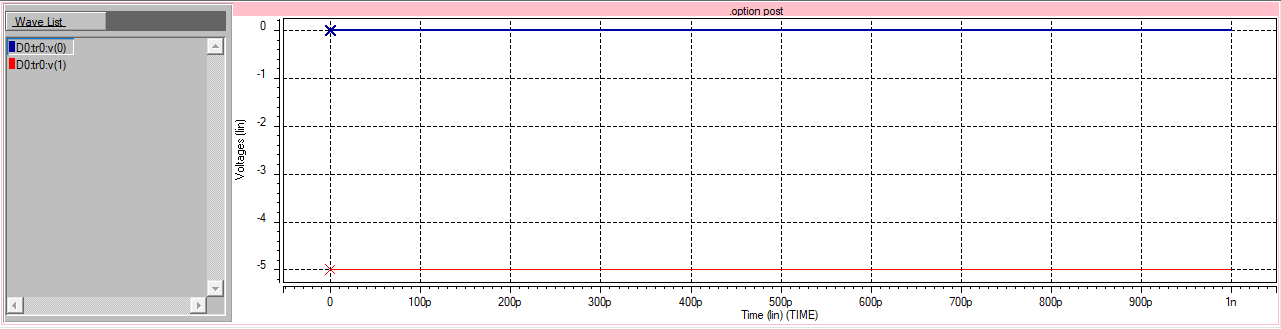 Wave List
D0:tr0:v(0)
D0:tr0:v(1)
.option post
Voltages (lin)
0
-1
-2
-3
-4
-5
0 100p 200p 300p 400p 500p 600p 700p 800p 900p 1n
Time (lin) (TIME)